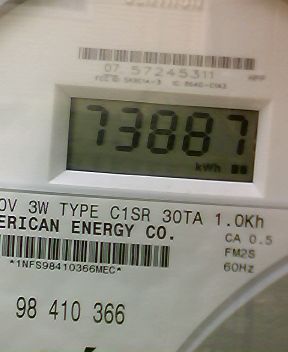 07 57245311
73887
kWh
0V 3W TYPE C1SR 30TA 1.0Kh
ERICAN ENERGY CO.
CA 0.5
FM2S
*1NFS98410366MEC*
60Hz
98 410 366